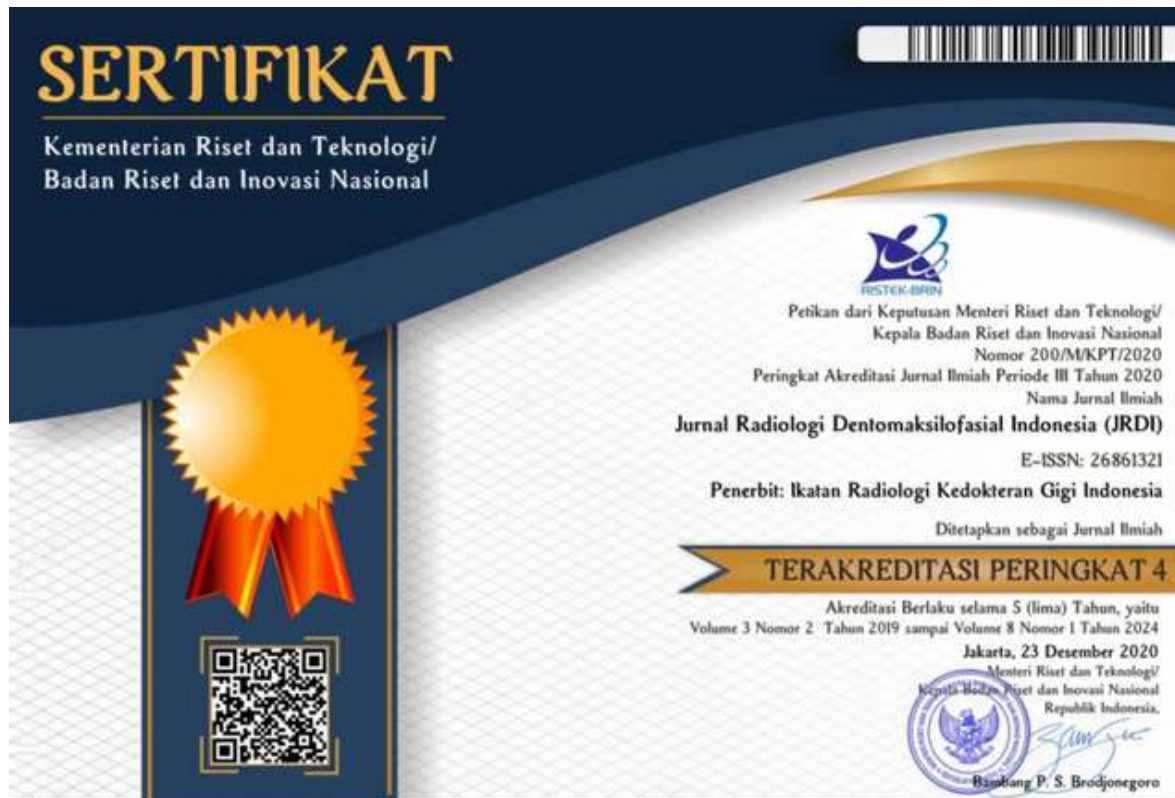 SERTIFIKAT
Kementerian Riset dan Teknologi/
Badan Riset dan Inovasi Nasional
RISTEK-BRIN
Petikan dari Keputusan Menteri Riset dan Teknologi/
Kepala Badan Riset dan Inovasi Nasional
Nomor 200/M/KPT/2020
Peringkat Akreditasi Jurnal Ilmiah Periode III Tahun 2020
Nama Jurnal Ilmiah
Jurnal Radiologi Dentomaksilofasial Indonesia (JRDI)
E-ISSN: 26861321
Penerbit: Ikatan Radiologi Kedokteran Gigi Indonesia
Ditetapkan sebagai Jurnal Ilmiah
TERAKREDITASI PERINGKAT 4
Akreditasi Berlaku selama 5 (lima) Tahun, yaitu
Volume 3 Nomor 2 Tahun 2019 sampai Volume 8 Nomor 1 Tahun 2024
Jakarta, 23 Desember 2020
Menteri Riset dan Teknologi/
Kepala Badan Riset dan Inovasi Nasional
Republik Indonesia,
Bambang P. S. Brodjonegoro